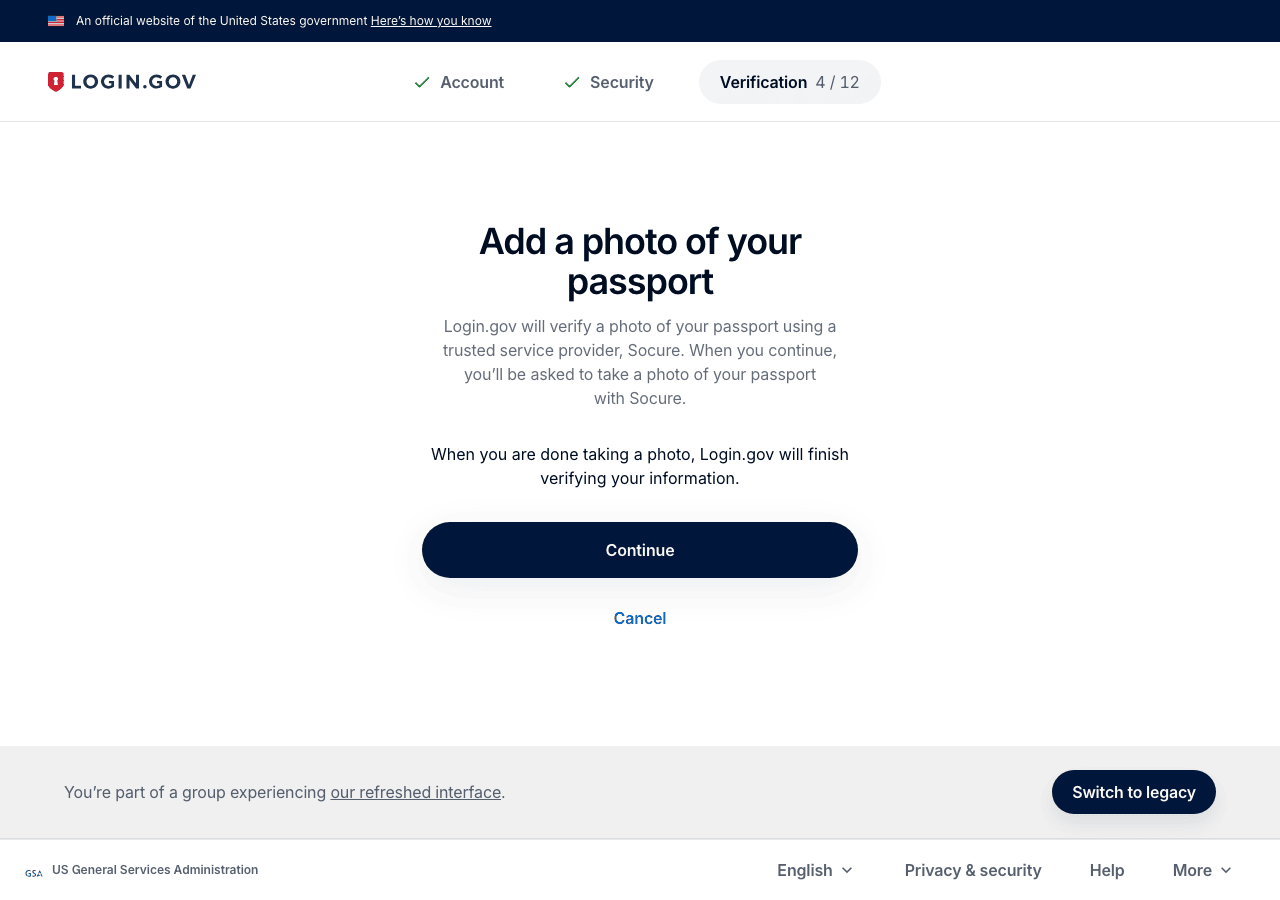 An official website of the United States government Here’s how you know
LOGIN.GOV
Account
Security
Verification 4 / 12
Add a photo of your
passport
Login.gov will verify a photo of your passport using a
trusted service provider, Socure. When you continue,
you’ll be asked to take a photo of your passport
with Socure.
When you are done taking a photo, Login.gov will finish
verifying your information.
Continue
Cancel
You’re part of a group experiencing our refreshed interface.
Switch to legacy
GSA US General Services Administration
English
Privacy & security
Help
More